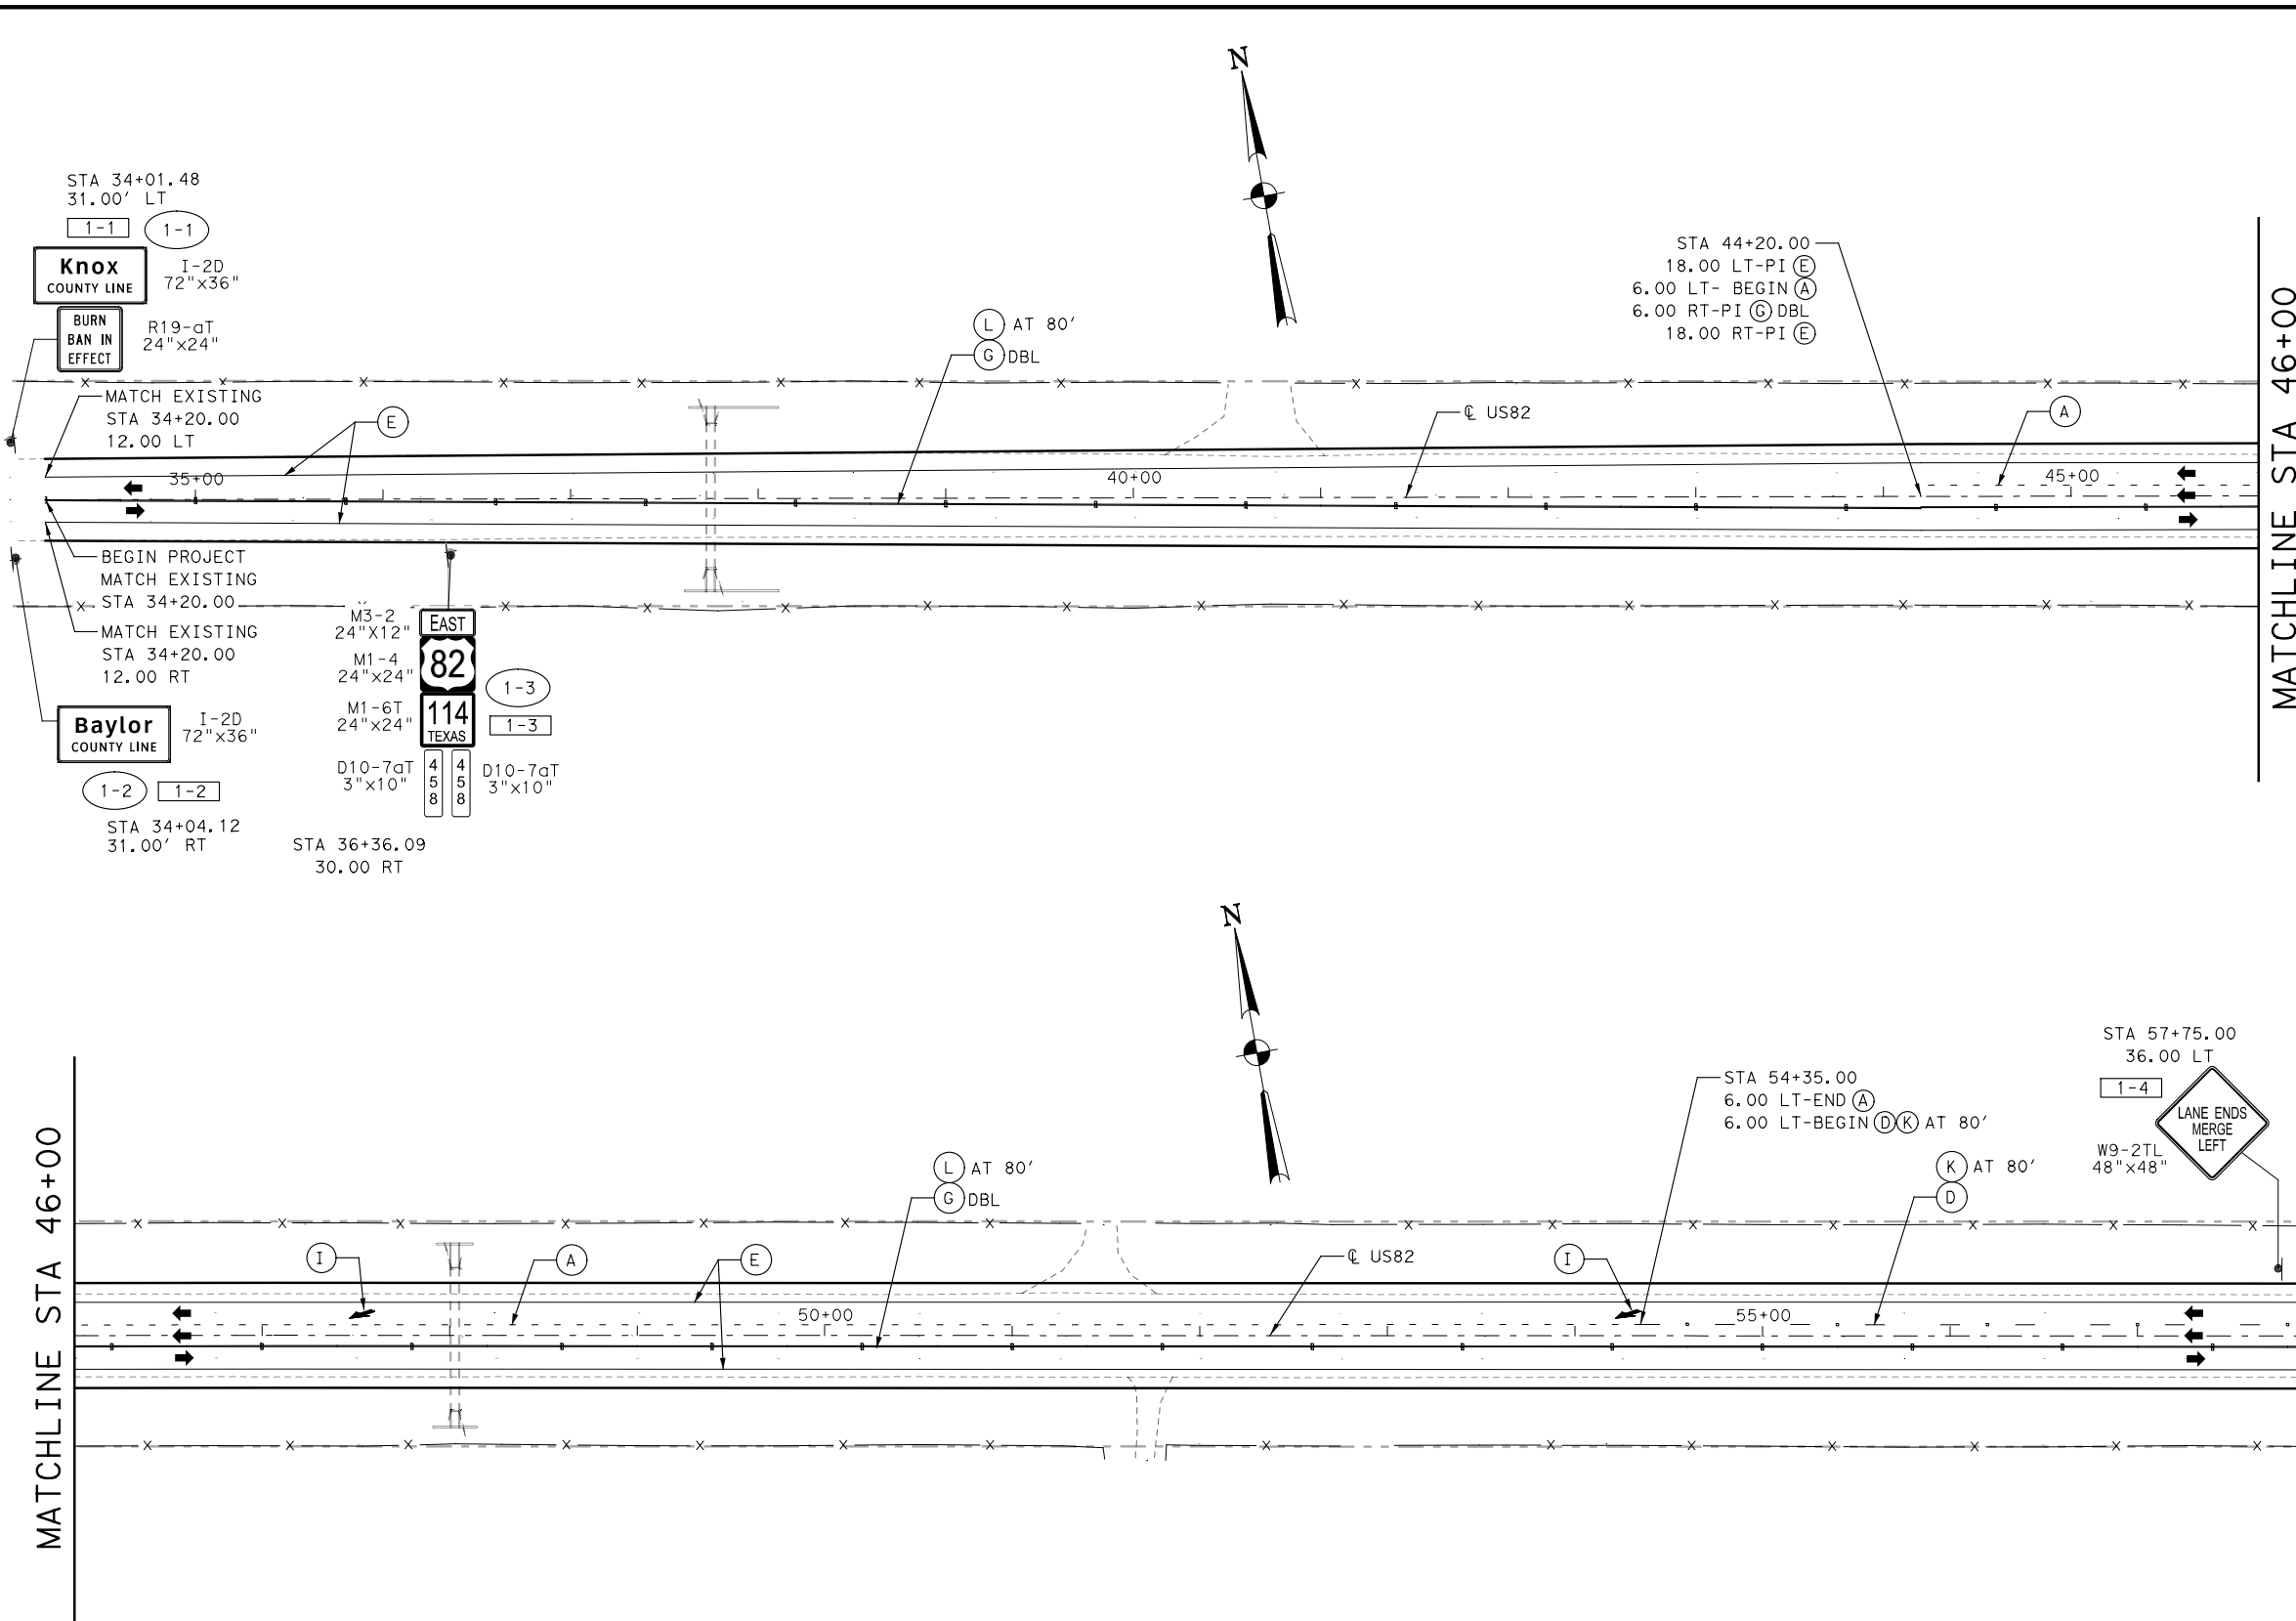 N
STA 34+01.48
31.00' LT
1-1 1-1
Knox
COUNTY LINE
I-2D
72"x36"
BURN
BAN IN
EFFECT
R19-aT
24"x24"
MATCH EXISTING
STA 34+20.00
12.00 LT
E
35+00
L AT 80'
G DBL
40+00
℄ US82
STA 44+20.00
18.00 LT-PI E
6.00 LT- BEGIN A
6.00 RT-PI G DBL
18.00 RT-PI E
A
45+00
MATCHLINE STA 46+00
BEGIN PROJECT
MATCH EXISTING
STA 34+20.00
MATCH EXISTING
STA 34+20.00
12.00 RT
Baylor
COUNTY LINE
I-2D
72"x36"
1-2 1-2
STA 34+04.12
31.00' RT
M3-2
24"X12"
EAST
M1-4
24"x24"
82
M1-6T
24"x24"
114
TEXAS
1-3
1-3
D10-7aT
3"x10"
4 4
5 5
8 8
D10-7aT
3"x10"
STA 36+36.09
30.00 RT
N
MATCHLINE STA 46+00
I
A
E
L AT 80'
G DBL
50+00
℄ US82
I
STA 54+35.00
6.00 LT-END A
6.00 LT-BEGIN D K AT 80'
K AT 80'
D
55+00
STA 57+75.00
36.00 LT
1-4
LANE ENDS
MERGE
LEFT
W9-2TL
48"x48"